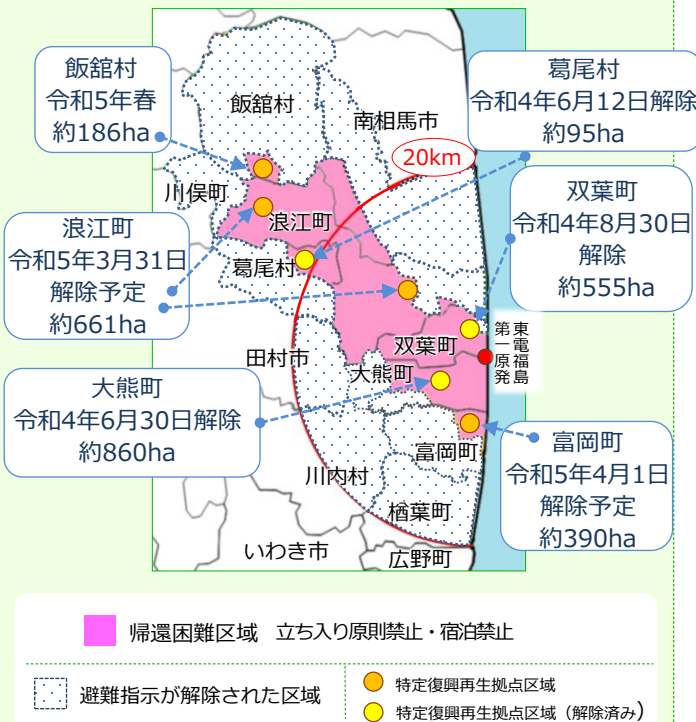 飯舘村
令和5年春
約186ha
葛尾村
令和4年6月12日解除
約95ha
飯舘村
南相馬市
20km
川俣町
浪江町
双葉町
令和4年8月30日
解除
約555ha
浪江町
令和5年3月31日
解除予定
約661ha
葛尾村
田村市
双葉町
大熊町
東電福島
第一原発
大熊町
令和4年6月30日解除
約860ha
富岡町
川内村
楢葉町
富岡町
令和5年4月1日
解除予定
約390ha
いわき市
広野町
帰還困難区域 立ち入り原則禁止・宿泊禁止
避難指示が解除された区域
特定復興再生拠点区域
特定復興再生拠点区域（解除済み）